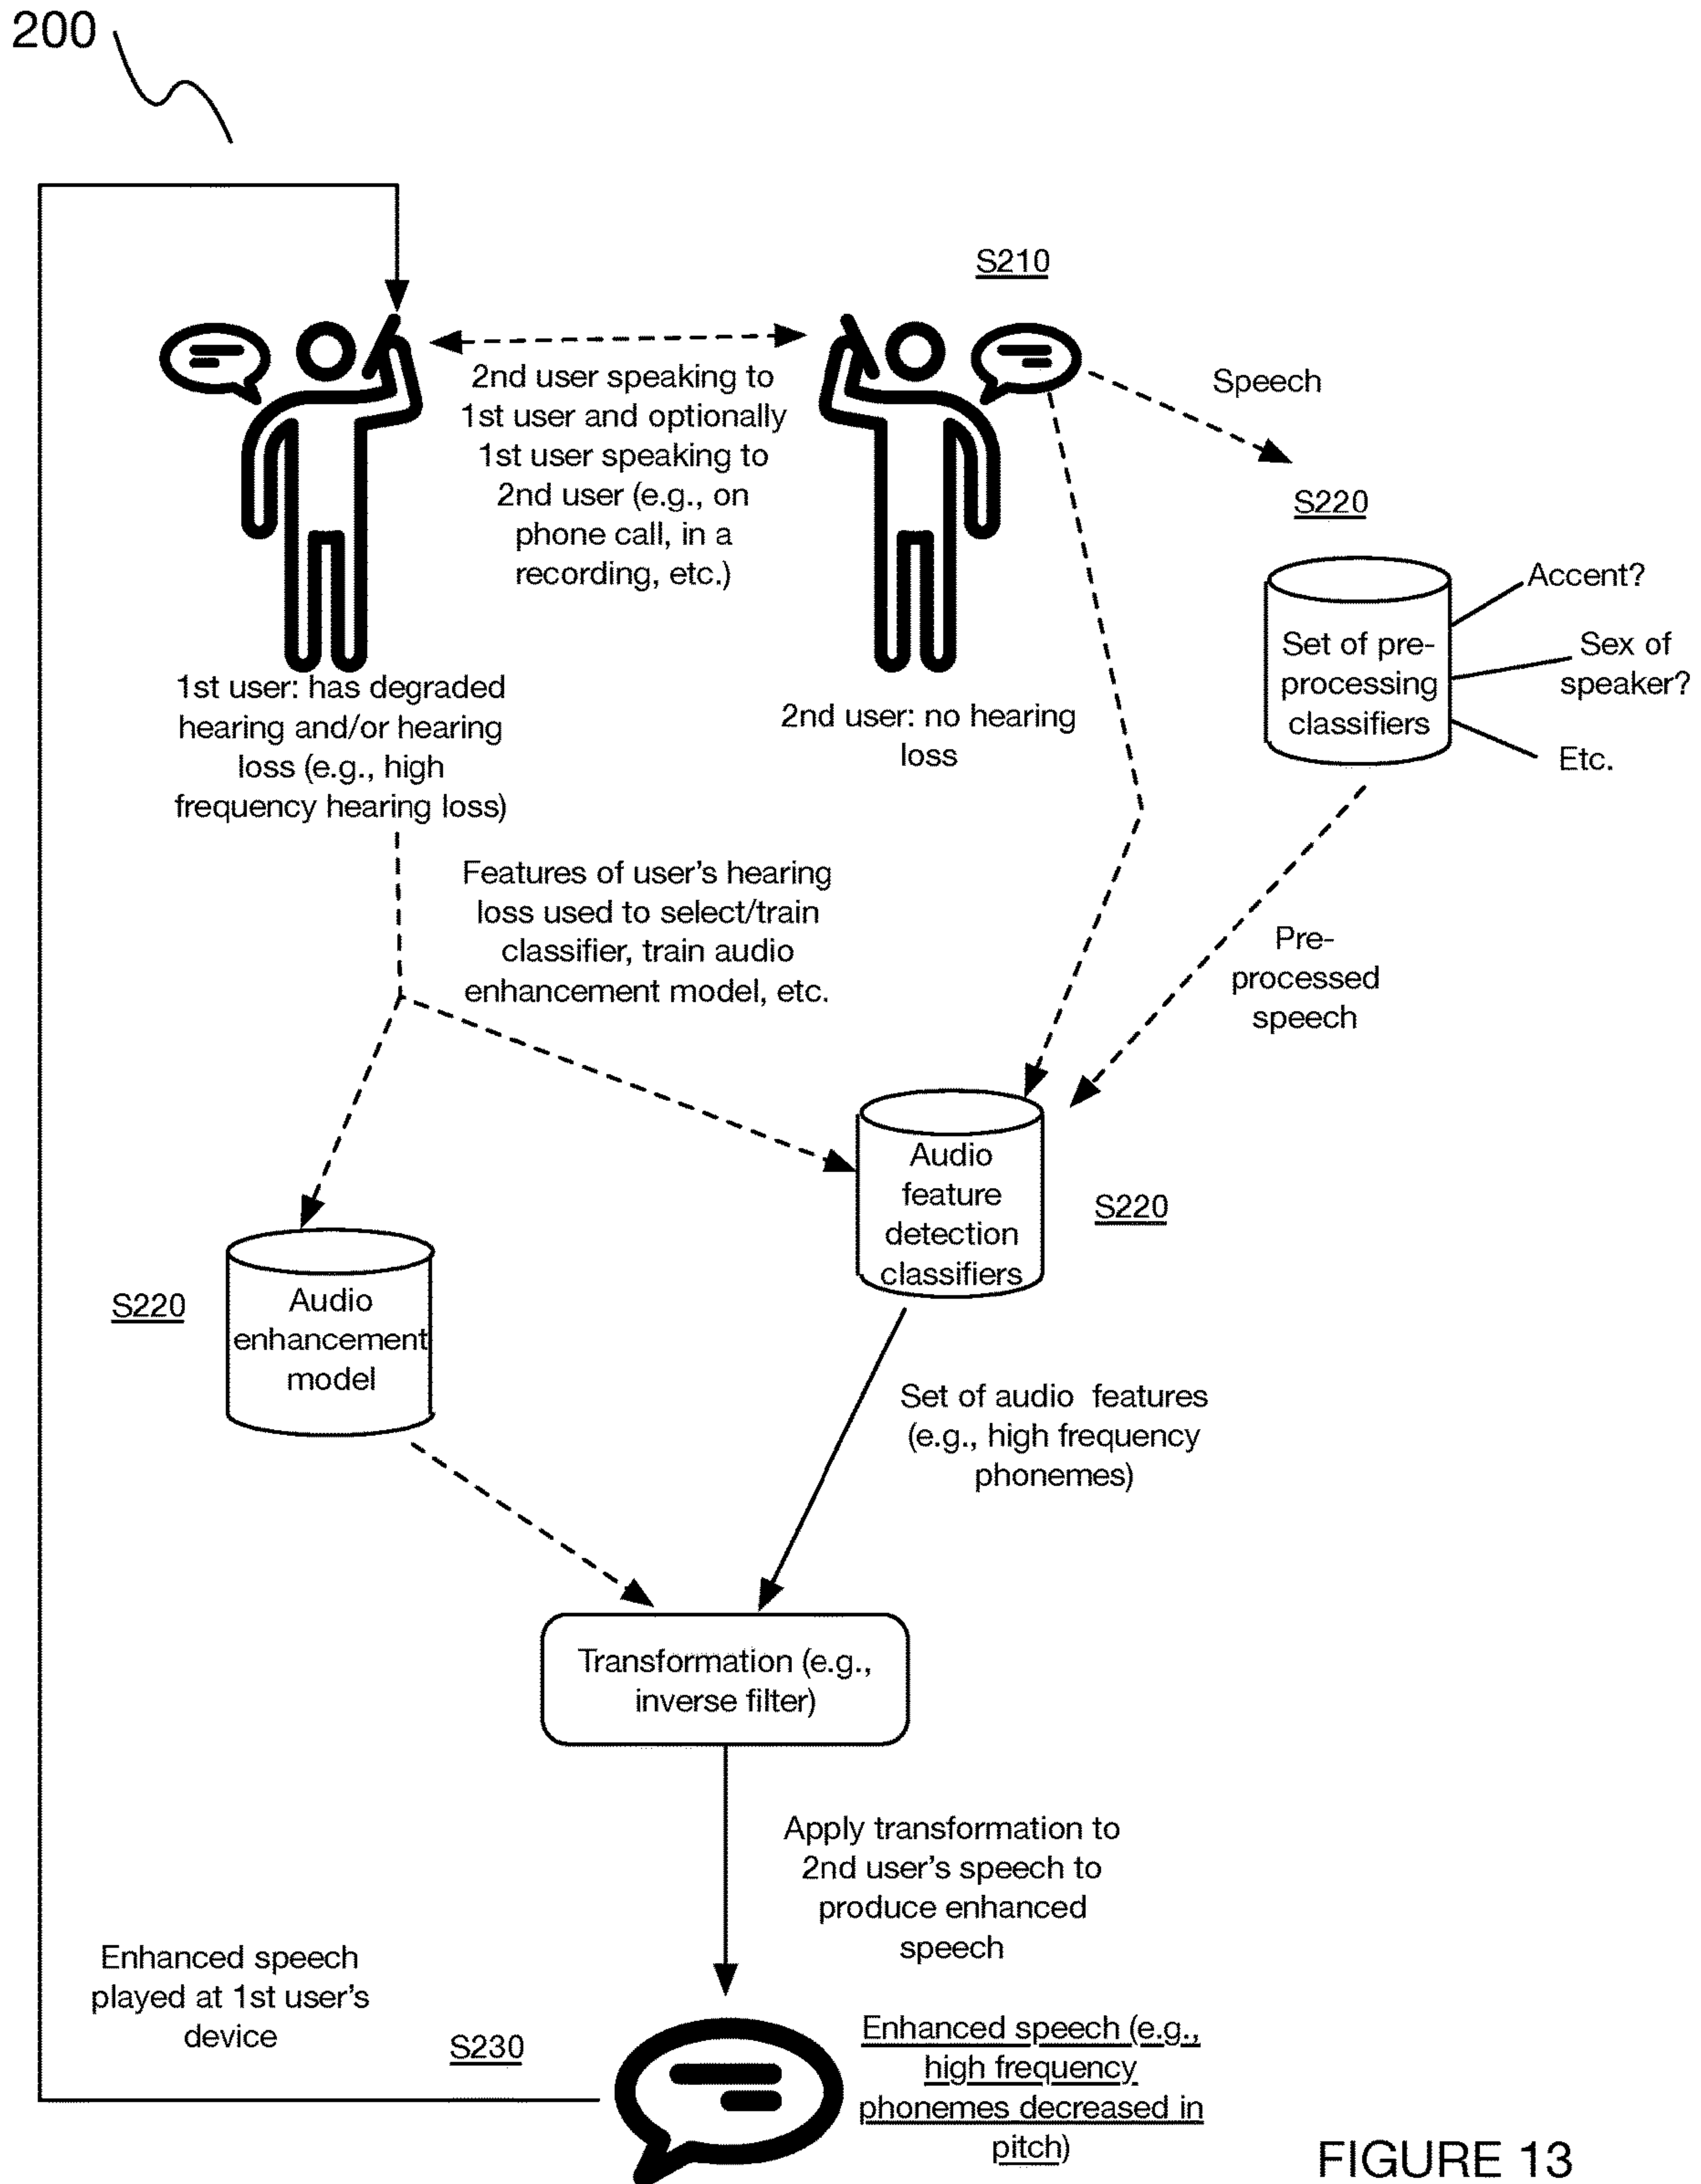 200
S210
2nd user speaking to
1st user and optionally
1st user speaking to
2nd user (e.g., on
phone call, in a
recording, etc.)
Speech
S220
Accent?
Set of pre-
processing
classifiers
Sex of
speaker?
Etc.
1st user: has degraded
hearing and/or hearing
loss (e.g., high
frequency hearing loss)
2nd user: no hearing
loss
Features of user's hearing
loss used to select/train
classifier, train audio
enhancement model, etc.
Pre-
processed
speech
Audio
feature
detection
classifiers
S220
S220
Audio
enhancement
model
Set of audio features
(e.g., high frequency
phonemes)
Transformation (e.g.,
inverse filter)
Apply transformation to
2nd user's speech to
produce enhanced
speech
Enhanced speech
played at 1st user's
device
S230
Enhanced speech (e.g.,
high frequency
phonemes decreased in
pitch)
FIGURE 13